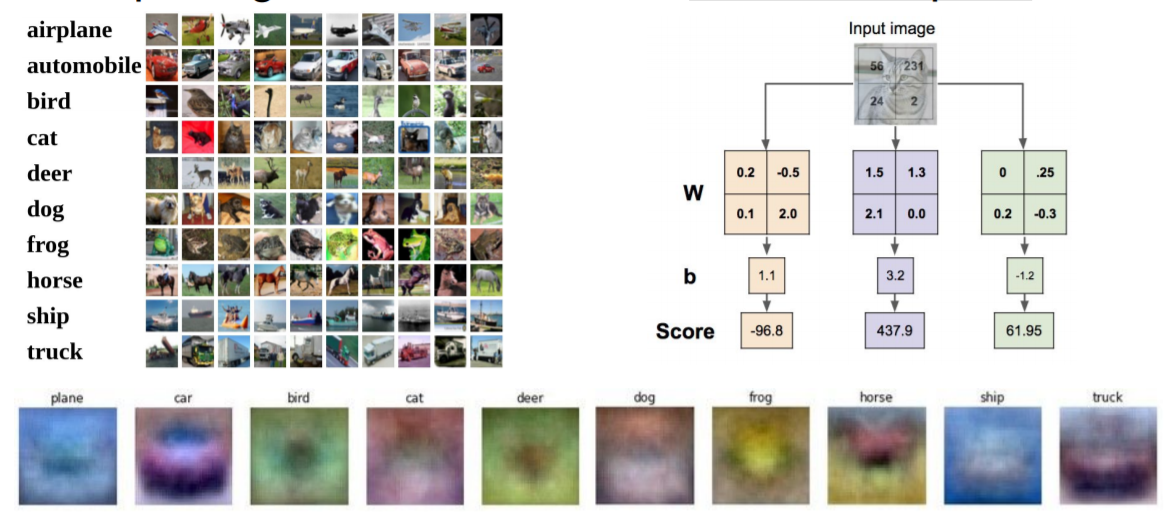 airplane
automobile
bird
cat
deer
dog
frog
horse
ship
truck
Input image
56 231
24 2
W
0.2 -0.5
0.1 2.0
1.5 1.3
2.1 0.0
0 .25
0.2 -0.3
b
1.1
3.2
-1.2
Score
-96.8
437.9
61.95
plane car bird cat deer dog frog horse ship truck